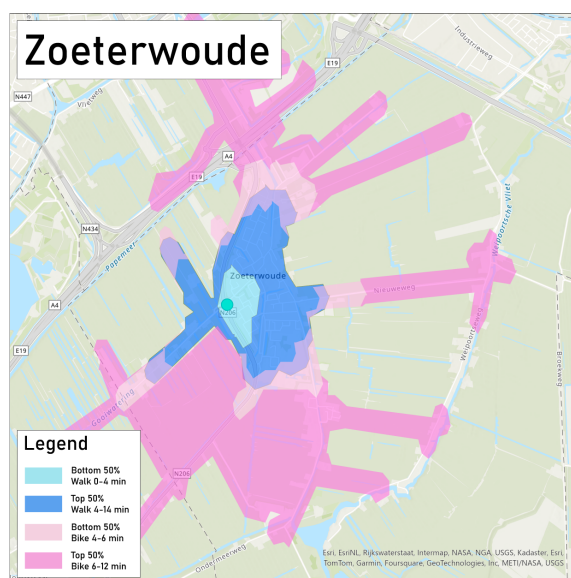 Zoeterwoude
Industrieweg
E19
N447
Vlietweg
A4
E19
N434
Papemeer
Weipoortsche Vliet
Zoeterwoude
Nieuweweg
N206
A4
E19
Weipoortseweg
Broekweg
Gooiwatering
N206
Ondermeerweg
Legend
Bottom 50%
Walk 0-4 min
Top 50%
Walk 4-14 min
Bottom 50%
Bike 4-6 min
Top 50%
Bike 6-12 min
Esri, EsriNL, Rijkswaterstaat, Intermap, NASA, NGA, USGS, Kadaster, Esri,
TomTom, Garmin, Foursquare, GeoTechnologies, Inc, METI/NASA, USGS